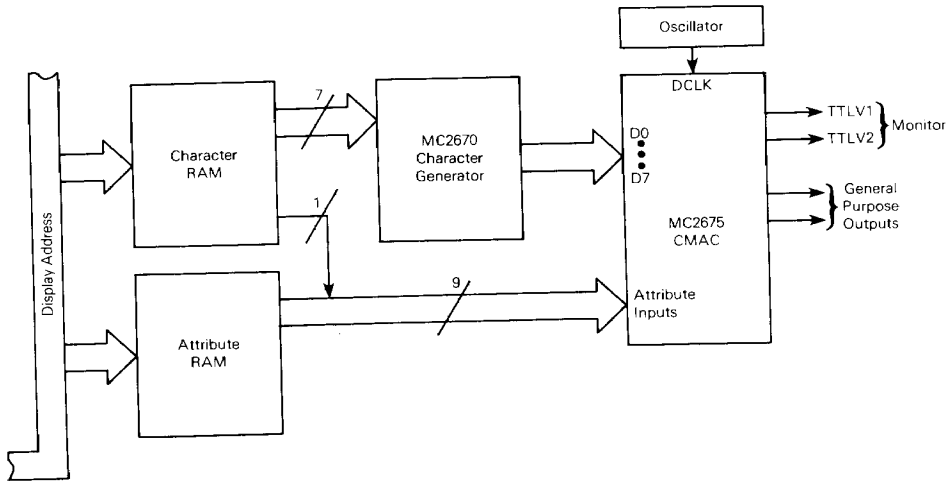 Oscillator
DCLK
7
Character
RAM
MC2670
Character
Generator
D0
D7
TTLV1
TTLV2
Monitor
General
Purpose
Outputs
1
MC2675
CMAC
Display Address
9
Attribute
Inputs
Attribute
RAM